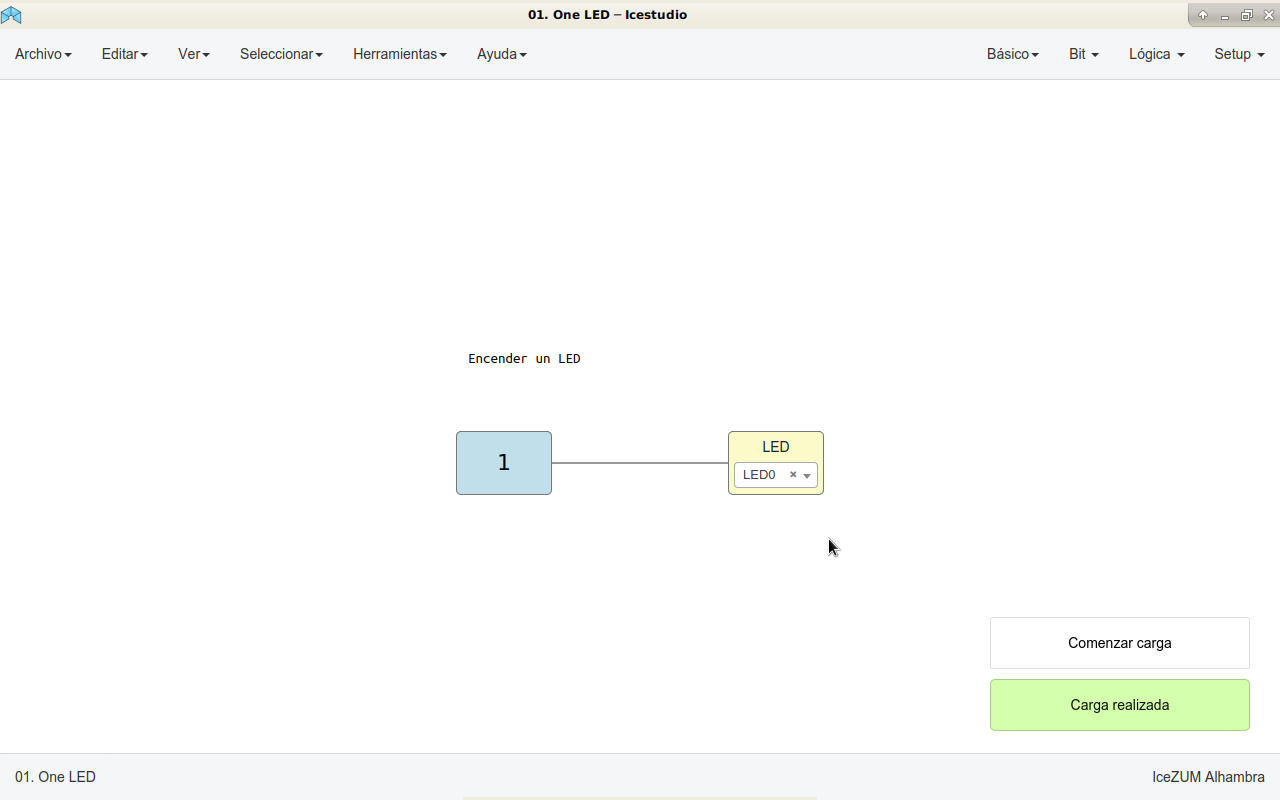 01. One LED – Icestudio
Archivo Editar Ver Seleccionar Herramientas Ayuda Básico Bit Lógica Setup
Encender un LED
1
LED
LED0
Comenzar carga
Carga realizada
01. One LED IceZUM Alhambra